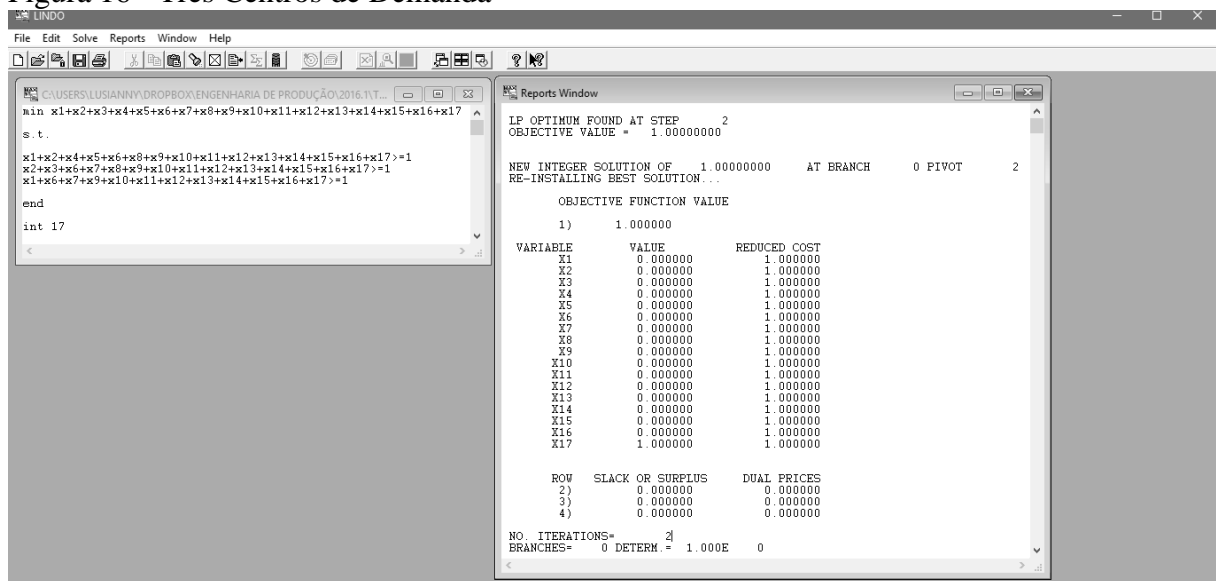 Figura 16 - Três Centros de Demanda
LINDO
File Edit Solve Reports Window Help
C:\USERS\LUSIANNY\DROPBOX\ENGENHARIA DE PRODUÇÃO\2016.1\T...
min x1+x2+x3+x4+x5+x6+x7+x8+x9+x10+x11+x12+x13+x14+x15+x16+x17
s.t.
x1+x2+x4+x5+x6+x8+x9+x10+x11+x12+x13+x14+x15+x16+x17>=1
x2+x3+x6+x7+x8+x9+x10+x11+x12+x13+x14+x15+x16+x17>=1
x1+x6+x7+x9+x10+x11+x12+x13+x14+x15+x16+x17>=1
end
int 17
Reports Window
LP OPTIMUM FOUND AT STEP 2
OBJECTIVE VALUE = 1.00000000
NEW INTEGER SOLUTION OF 1.00000000 AT BRANCH 0 PIVOT 2
RE-INSTALLING BEST SOLUTION...
OBJECTIVE FUNCTION VALUE
1) 1.000000
VARIABLE VALUE REDUCED COST
X1 0.000000 1.000000
X2 0.000000 1.000000
X3 0.000000 1.000000
X4 0.000000 1.000000
X5 0.000000 1.000000
X6 0.000000 1.000000
X7 0.000000 1.000000
X8 0.000000 1.000000
X9 0.000000 1.000000
X10 0.000000 1.000000
X11 0.000000 1.000000
X12 0.000000 1.000000
X13 0.000000 1.000000
X14 0.000000 1.000000
X15 0.000000 1.000000
X16 0.000000 1.000000
X17 1.000000 1.000000
ROW SLACK OR SURPLUS DUAL PRICES
2) 0.000000 0.000000
3) 0.000000 0.000000
4) 0.000000 0.000000
NO. ITERATIONS= 2
BRANCHES= 0 DETERM.= 1.000E 0